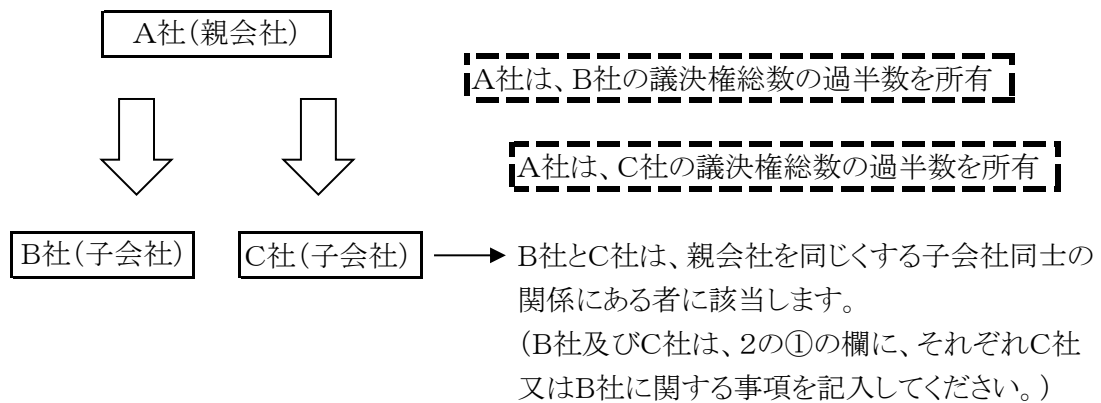 A社(親会社)
A社は、B社の議決権総数の過半数を所有
A社は、C社の議決権総数の過半数を所有
B社(子会社)
C社(子会社)
B社とC社は、親会社を同じくする子会社同士の
関係にある者に該当します。
(B社及びC社は、2の①の欄に、それぞれC社
又はB社に関する事項を記入してください。)